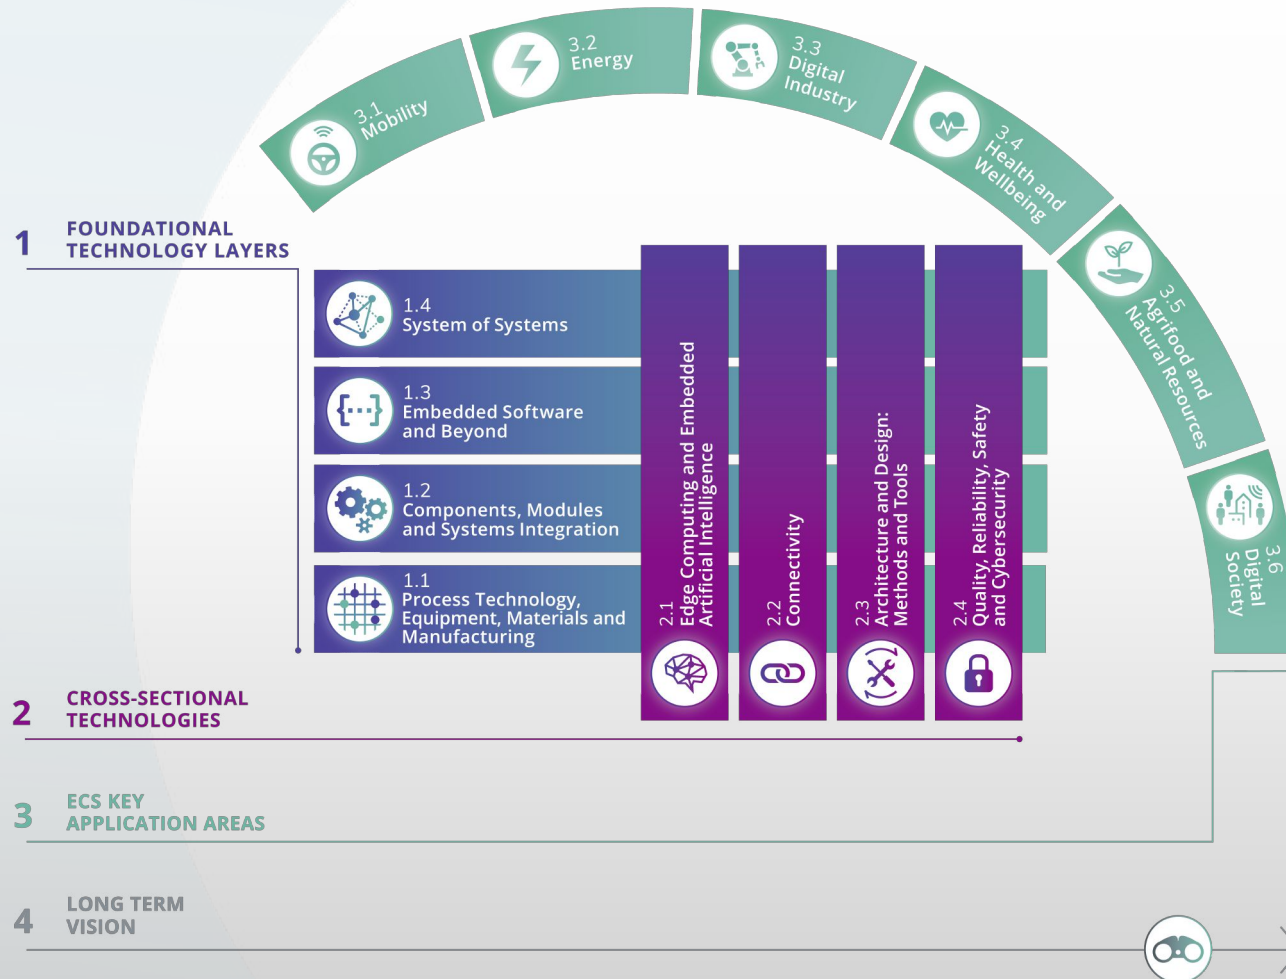 3.1
Mobility
3.2
Energy
3.3
Digital
Industry
3.4
Health and
Wellbeing
3.5
Agrifood and
Natural Resources
3.6
Digital
Society
1
FOUNDATIONAL
TECHNOLOGY LAYERS
1.4
System of Systems
1.3
Embedded Software
and Beyond
1.2
Components, Modules
and Systems Integration
1.1
Process Technology,
Equipment, Materials and
Manufacturing
2.1
Edge Computing and Embedded
Artificial Intelligence
2.2
Connectivity
2.3
Architecture and Design:
Methods and Tools
2.4
Quality, Reliability, Safety
and Cybersecurity
2
CROSS-SECTIONAL
TECHNOLOGIES
3
ECS KEY
APPLICATION AREAS
4
LONG TERM
VISION